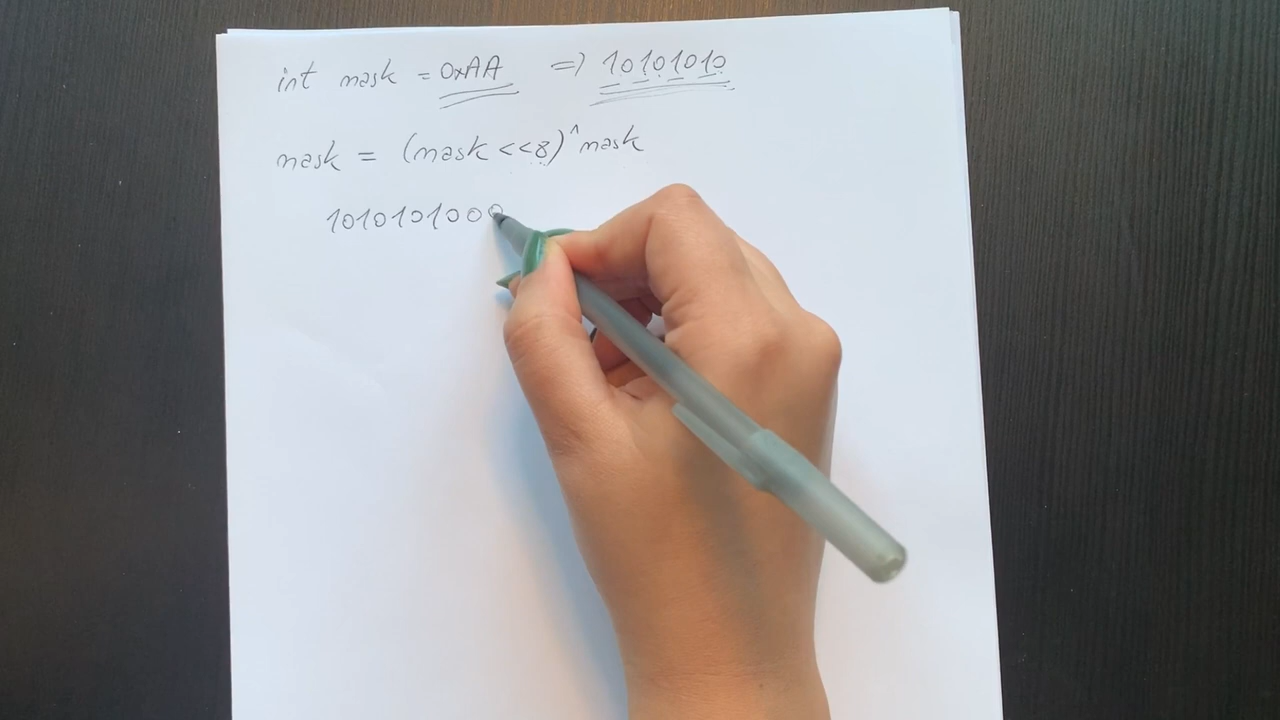 int mask = 0xAA => 10101010
mask = (mask <<8)^mask
1010101000